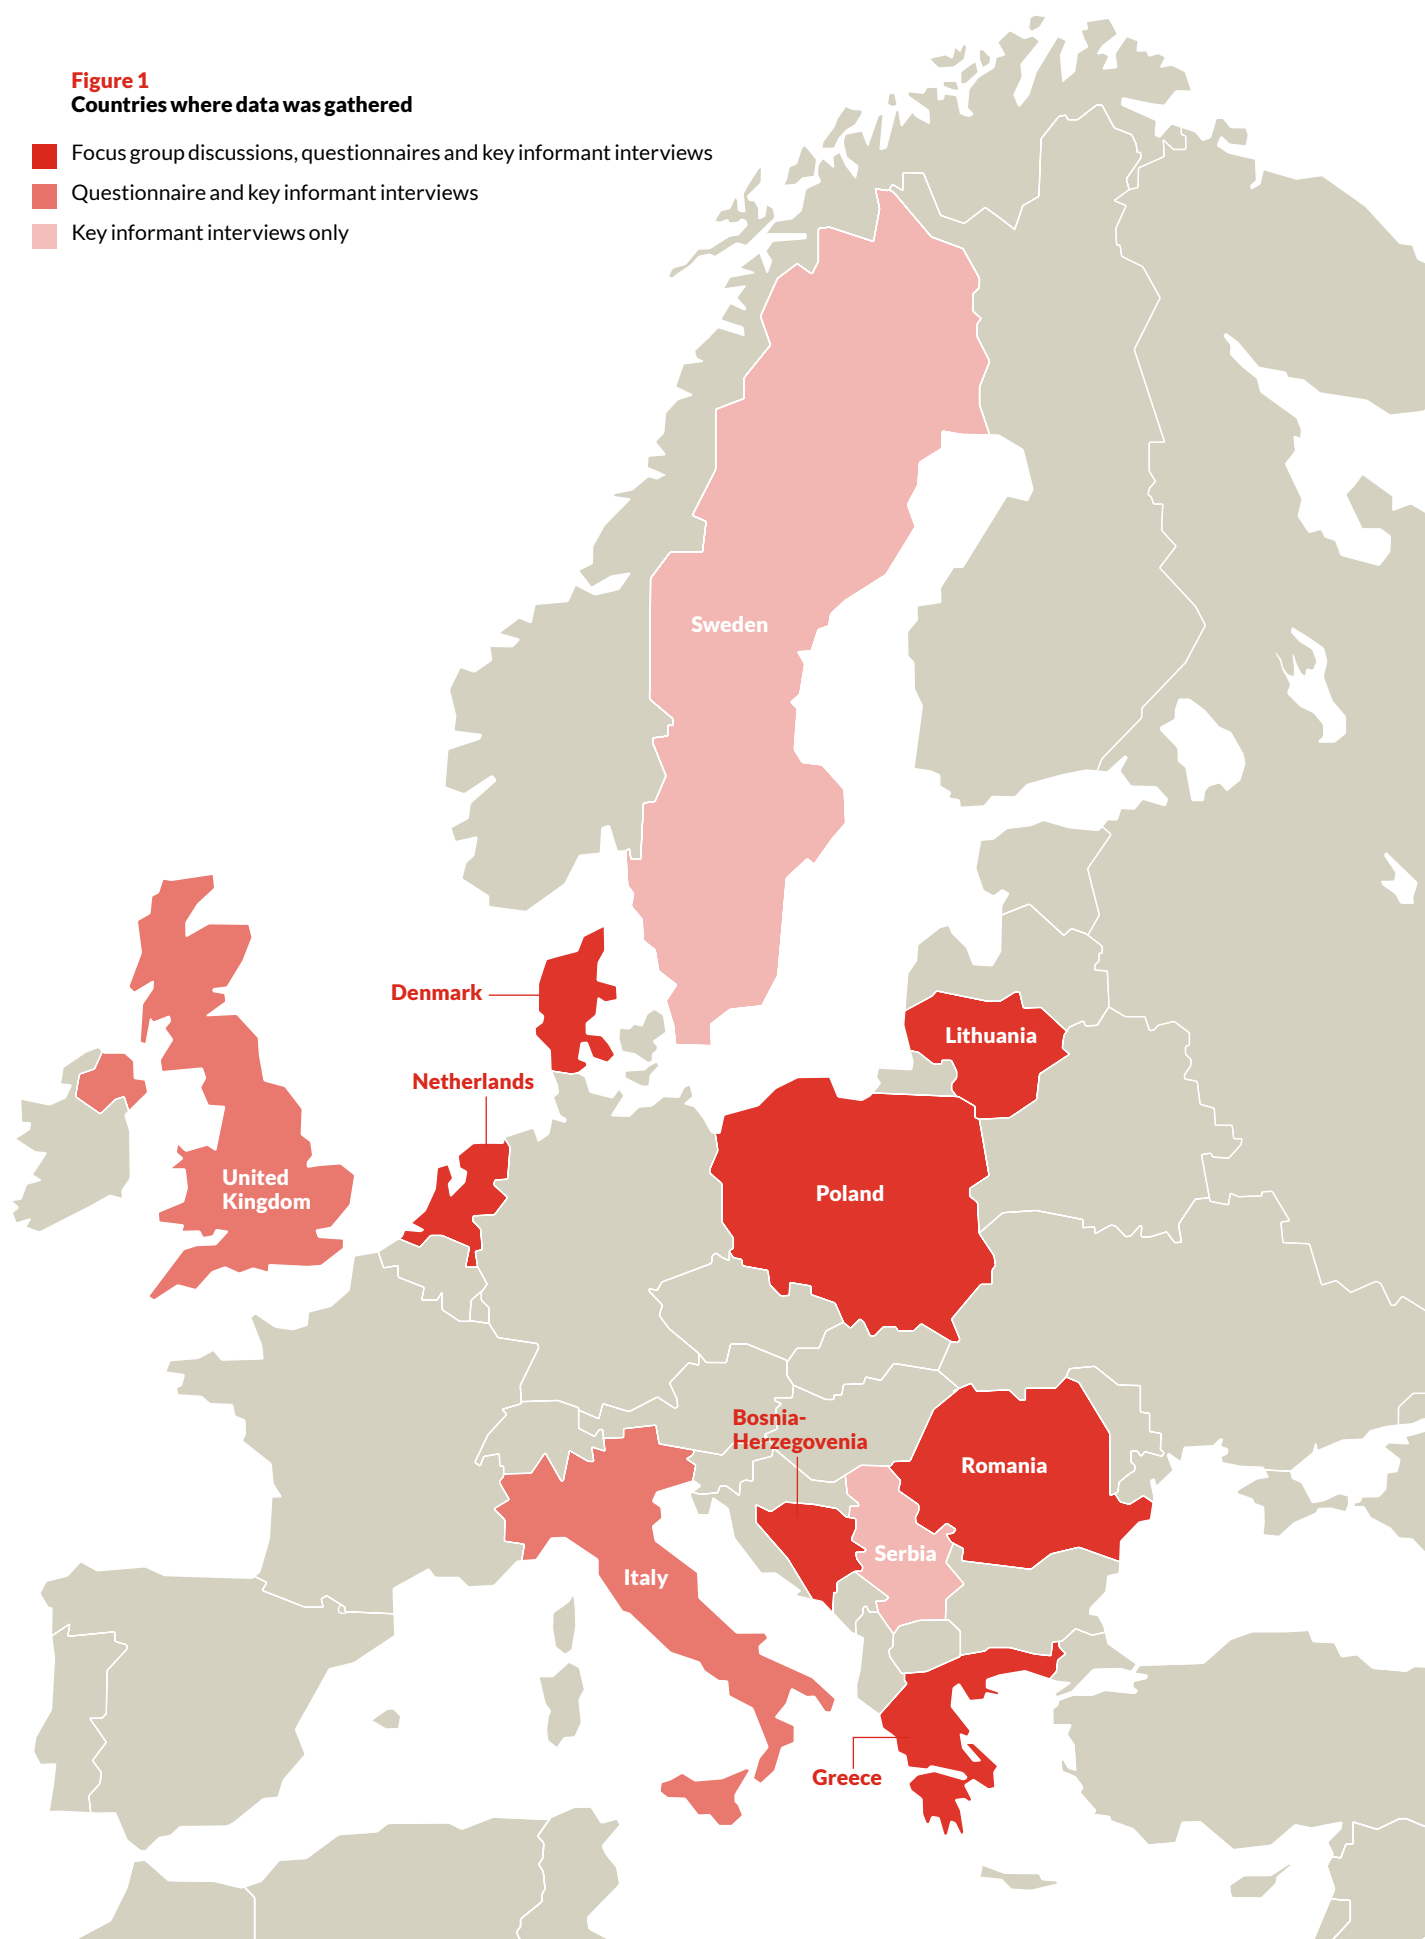 Figure 1
Countries where data was gathered
Focus group discussions, questionnaires and key informant interviews
Questionnaire and key informant interviews
Key informant interviews only
Sweden
Denmark
Lithuania
Netherlands
United
Kingdom
Poland
Bosnia-
Herzegovenia
Romania
Serbia
Italy
Greece